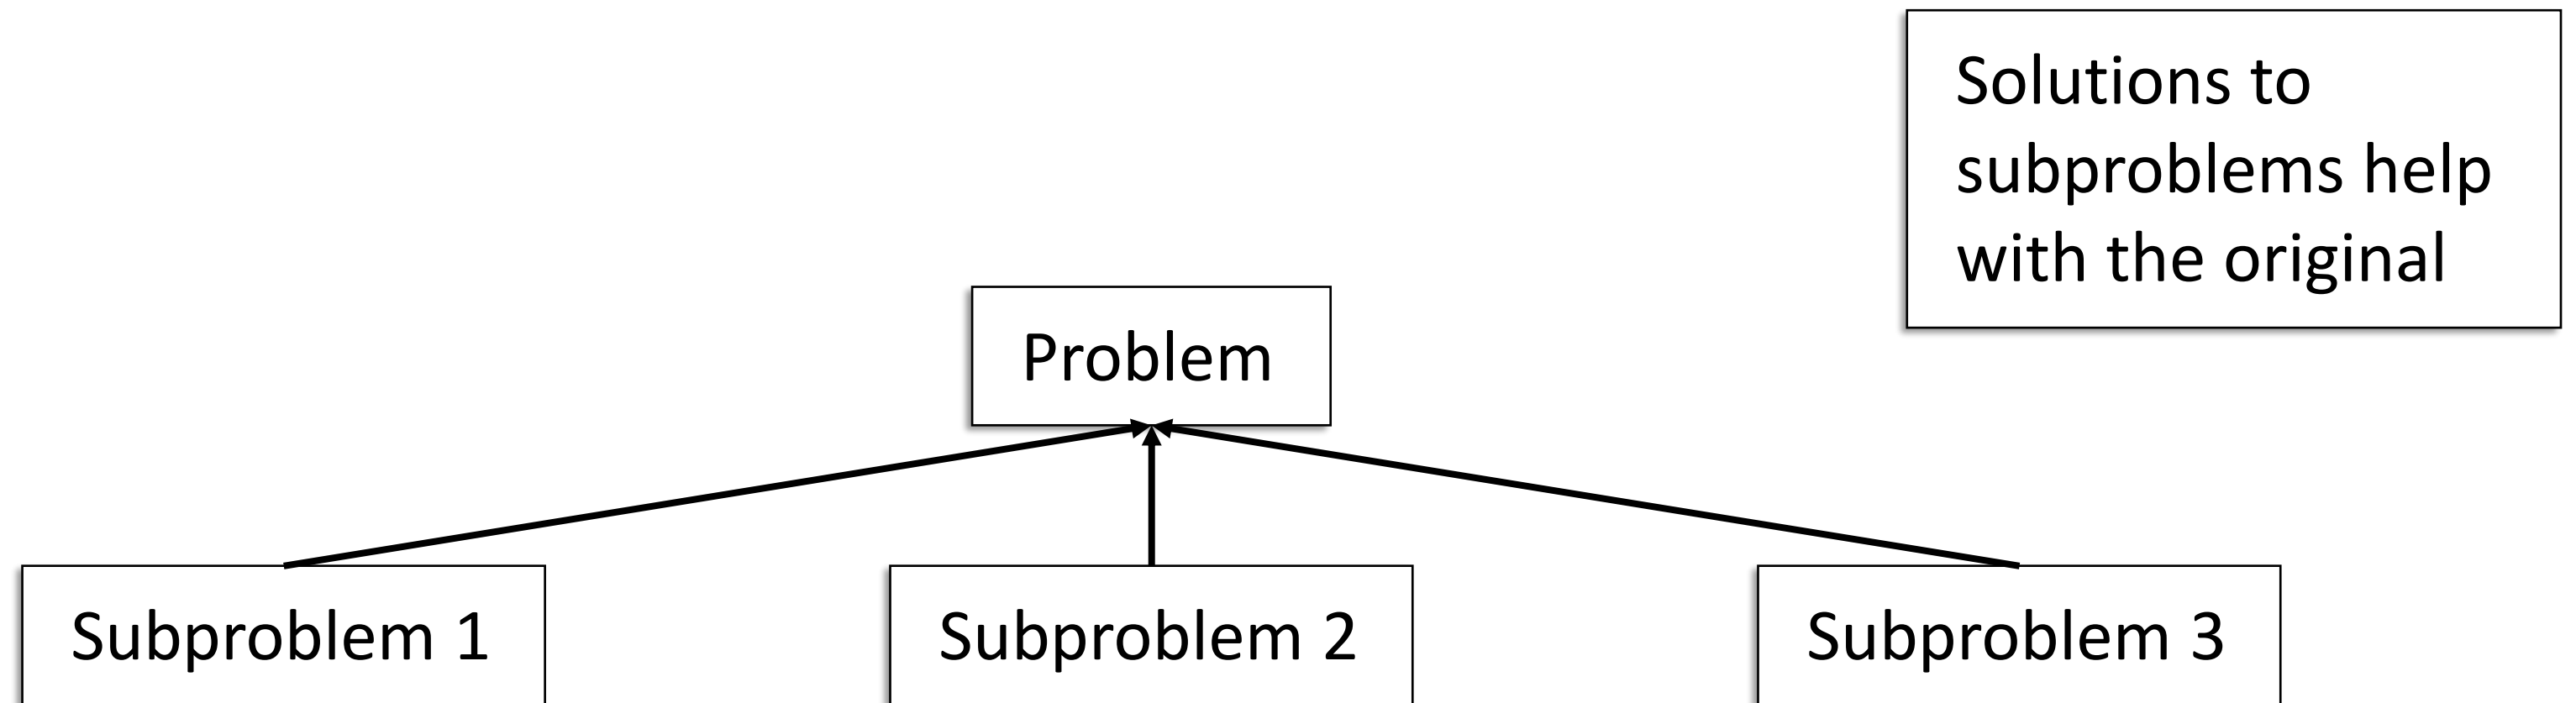 Solutions to
subproblems help
with the original
Problem
Subproblem 1
Subproblem 2
Subproblem 3